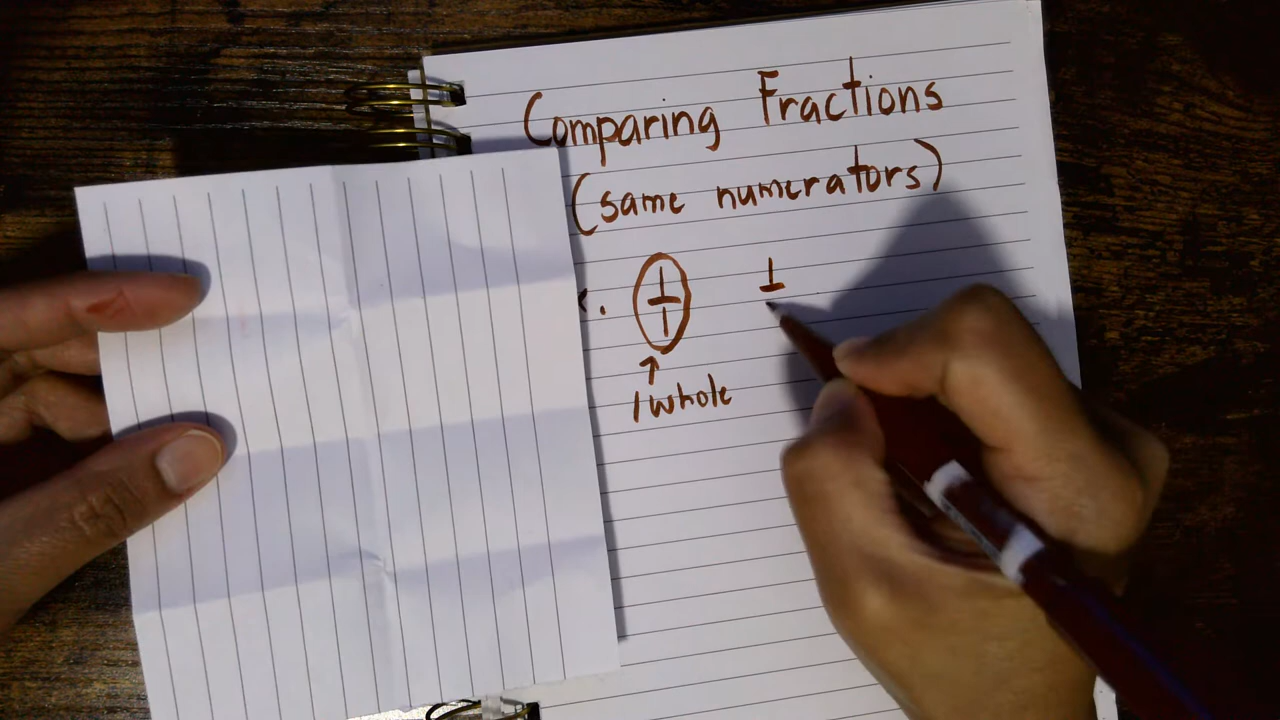 Comparing Fractions
(same numerators)
. 1/1 1/
↑
1 whole